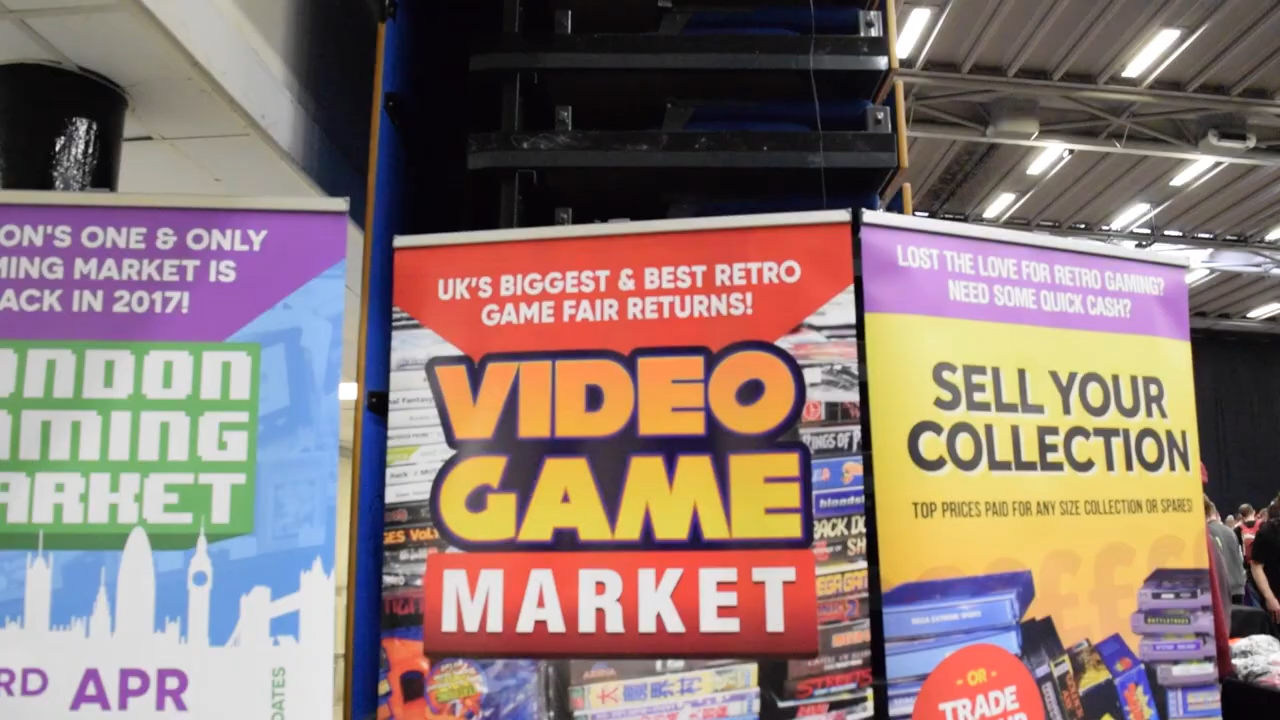 ON'S ONE & ONLY
MING MARKET IS
ACK IN 2017!
ONDON
AMING
ARKET
RD APR
DATES
UK'S BIGGEST & BEST RETRO
GAME FAIR RETURNS!
VIDEO
GAME
MARKET
LOST THE LOVE FOR RETRO GAMING?
NEED SOME QUICK CASH?
SELL YOUR
COLLECTION
TOP PRICES PAID FOR ANY SIZE COLLECTION OR SPARES!
- OR -
TRADE